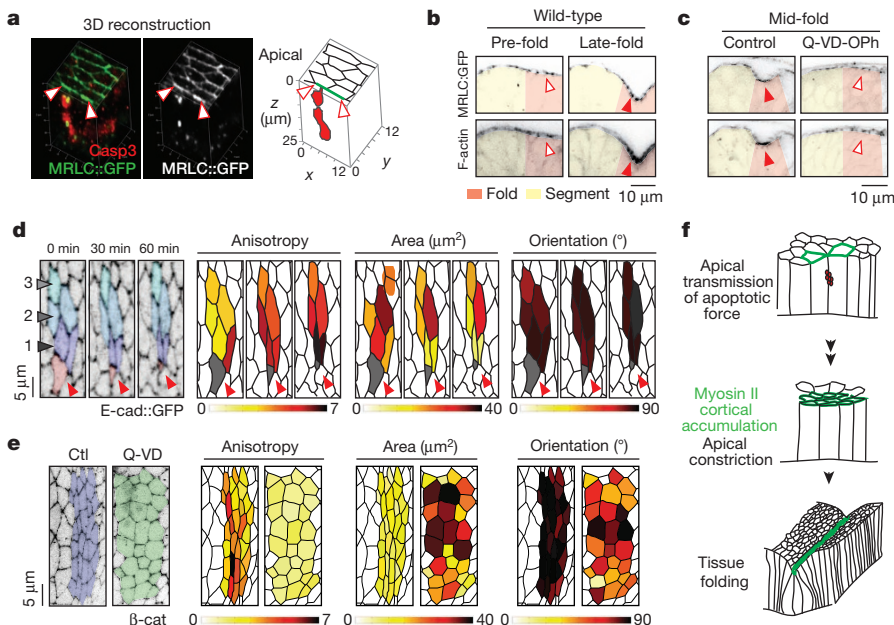 a
3D reconstruction
Casp3
MRLC::GFP
MRLC::GFP
Apical
0
z
(μm)
25
0
x
12
0
y
12
b
Wild-type
Pre-fold
Late-fold
MRLC:GFP
F-actin
Fold
Segment
10 μm
c
Mid-fold
Control
Q-VD-OPh
10 μm
d
0 min
30 min
60 min
3
2
1
5 μm
E-cad::GFP
Anisotropy
0
7
Area (μm²)
0
40
Orientation (°)
0
90
e
Ctl
Q-VD
5 μm
β-cat
Anisotropy
0
7
Area (μm²)
0
40
Orientation (°)
0
90
f
Apical
transmission
of apoptotic
force
Myosin II
cortical
accumulation
Apical
constriction
Tissue
folding